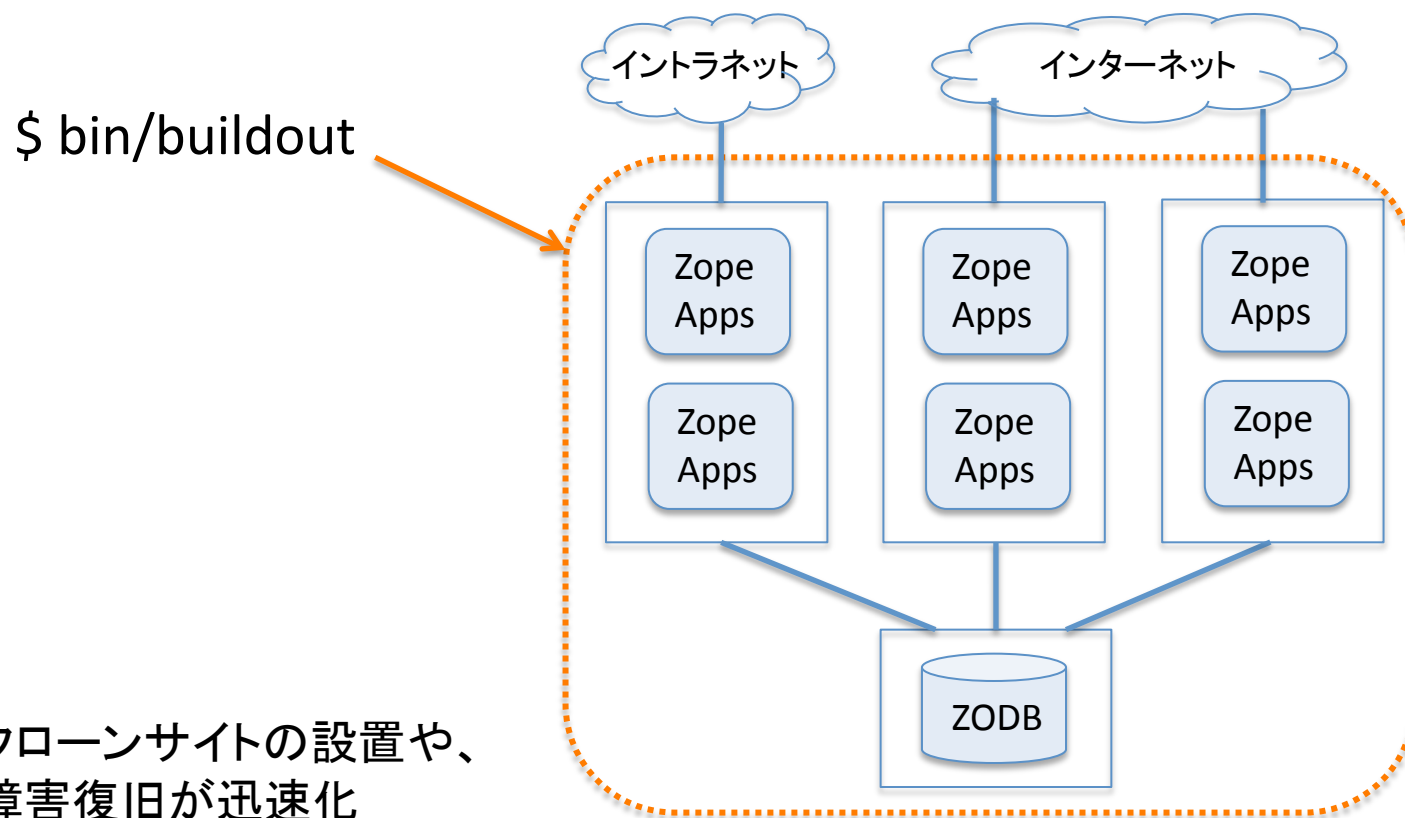 イントラネット
インターネット
$ bin/buildout
Zope
Apps
Zope
Apps
Zope
Apps
Zope
Apps
Zope
Apps
Zope
Apps
ZODB
クローンサイトの設置や、
障害復旧が迅速化